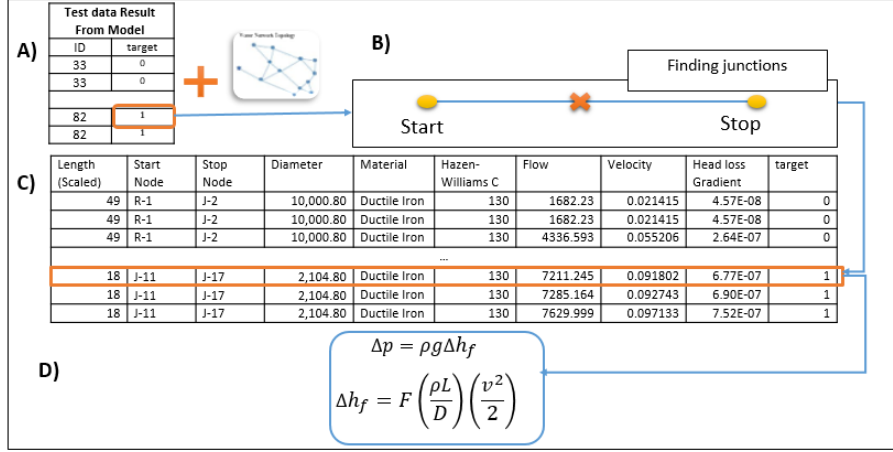 Test data Result
From Model
A)
ID target
33 0
33 0
82 1
82 1
Water Network Topology
B)
Finding junctions
Start
Stop
C)
Length (Scaled) Start Node Stop Node Diameter Material Hazen-Williams C Flow Velocity Head loss Gradient target
49 R-1 J-2 10,000.80 Ductile Iron 130 1682.23 0.021415 4.57E-08 0
49 R-1 J-2 10,000.80 Ductile Iron 130 1682.23 0.021415 4.57E-08 0
49 R-1 J-2 10,000.80 Ductile Iron 130 4336.593 0.055206 2.64E-07 0
...
18 J-11 J-17 2,104.80 Ductile Iron 130 7211.245 0.091802 6.77E-07 1
18 J-11 J-17 2,104.80 Ductile Iron 130 7285.164 0.092743 6.90E-07 1
18 J-11 J-17 2,104.80 Ductile Iron 130 7629.999 0.097133 7.52E-07 1
D)
Δp = ρgΔh_f
Δh_f = F (ρL/D) (v²/2)